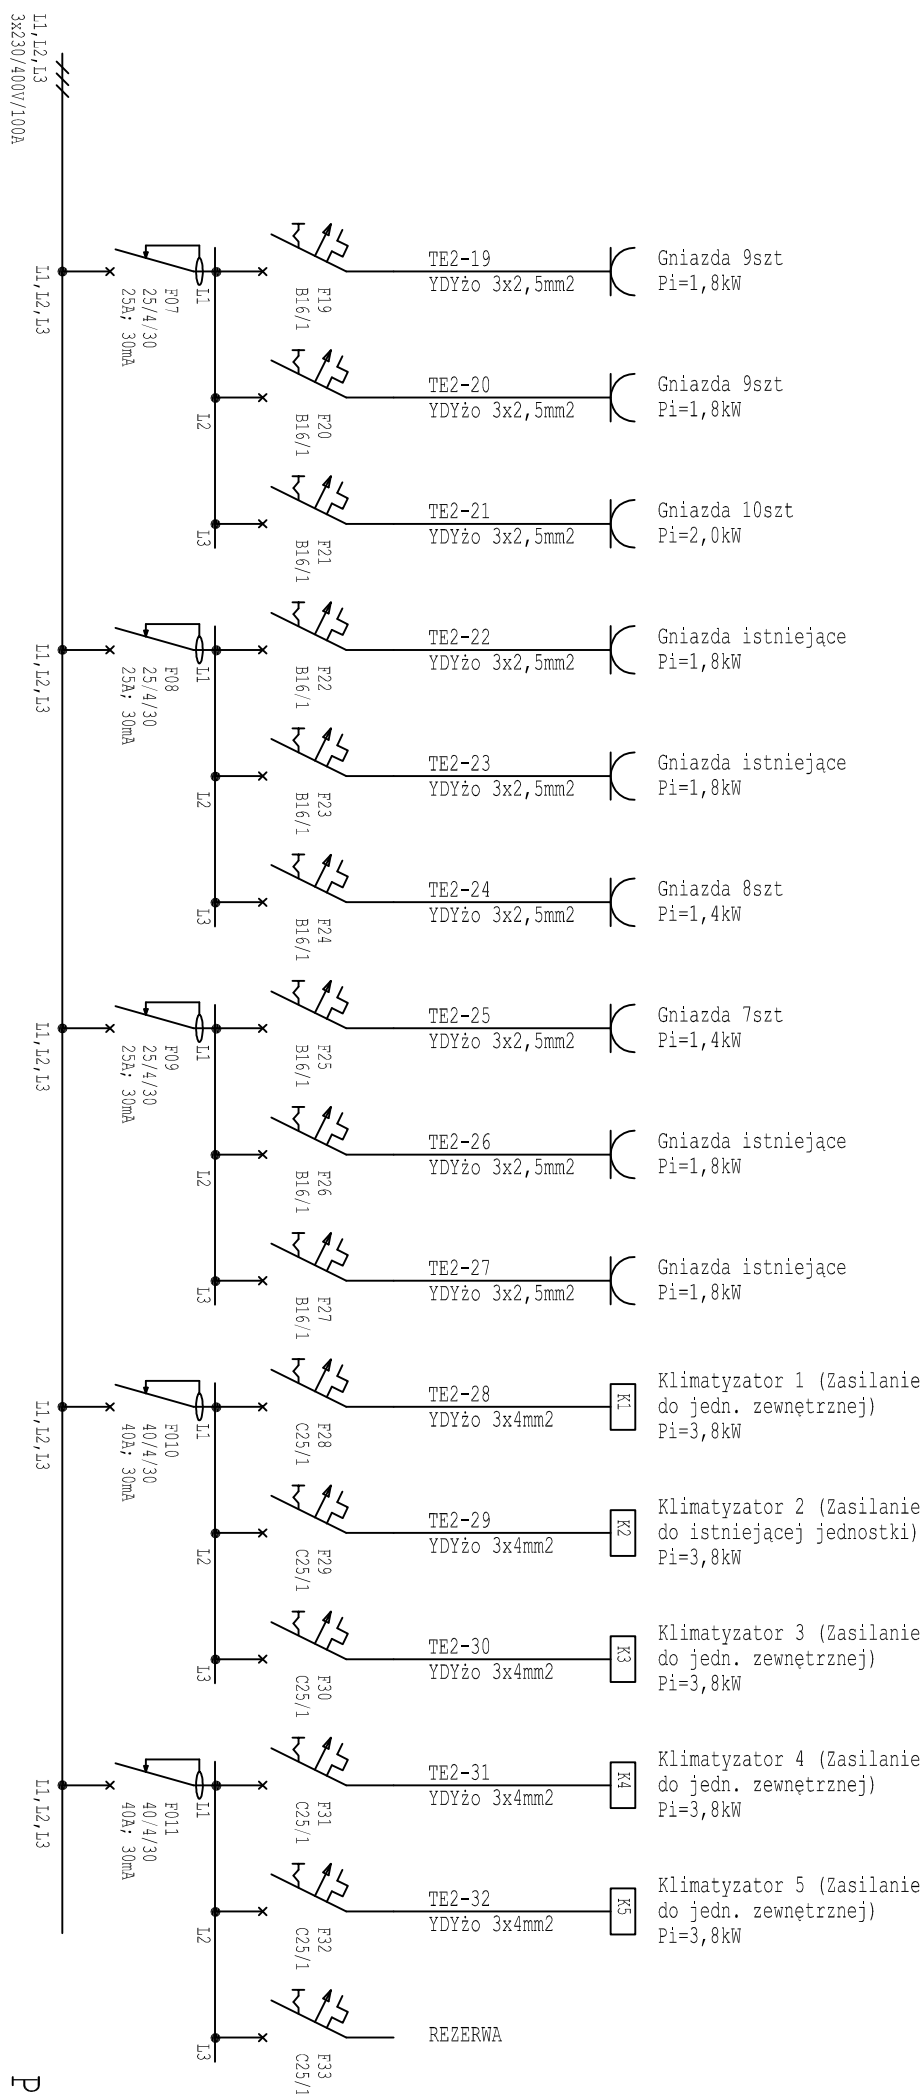 L1,L2,L3
3x230/400V/100A
L1,L2,L3
F07
25/4/30
25A; 30mA
L1
F19
B16/1
TE2-19
YDYżo 3x2,5mm2
Gniazda 9szt
Pi=1,8kW
L2
F20
B16/1
TE2-20
YDYżo 3x2,5mm2
Gniazda 9szt
Pi=1,8kW
L3
F21
B16/1
TE2-21
YDYżo 3x2,5mm2
Gniazda 10szt
Pi=2,0kW
L1,L2,L3
F08
25/4/30
25A; 30mA
L1
F22
B16/1
TE2-22
YDYżo 3x2,5mm2
Gniazda istniejące
Pi=1,8kW
L2
F23
B16/1
TE2-23
YDYżo 3x2,5mm2
Gniazda istniejące
Pi=1,8kW
L3
F24
B16/1
TE2-24
YDYżo 3x2,5mm2
Gniazda 8szt
Pi=1,4kW
L1,L2,L3
F09
25/4/30
25A; 30mA
L1
F25
B16/1
TE2-25
YDYżo 3x2,5mm2
Gniazda 7szt
Pi=1,4kW
L2
F26
B16/1
TE2-26
YDYżo 3x2,5mm2
Gniazda istniejące
Pi=1,8kW
L3
F27
B16/1
TE2-27
YDYżo 3x2,5mm2
Gniazda istniejące
Pi=1,8kW
L1,L2,L3
F010
40/4/30
40A; 30mA
L1
F28
C25/1
TE2-28
YDYżo 3x4mm2
K1
Klimatyzator 1 (Zasilanie
do jedn. zewnętrznej)
Pi=3,8kW
L2
F29
C25/1
TE2-29
YDYżo 3x4mm2
K2
Klimatyzator 2 (Zasilanie
do istniejącej jednostki)
Pi=3,8kW
L3
F30
C25/1
TE2-30
YDYżo 3x4mm2
K3
Klimatyzator 3 (Zasilanie
do jedn. zewnętrznej)
Pi=3,8kW
L1,L2,L3
F011
40/4/30
40A; 30mA
L1
F31
C25/1
TE2-31
YDYżo 3x4mm2
K4
Klimatyzator 4 (Zasilanie
do jedn. zewnętrznej)
Pi=3,8kW
L2
F32
C25/1
TE2-32
YDYżo 3x4mm2
K5
Klimatyzator 5 (Zasilanie
do jedn. zewnętrznej)
Pi=3,8kW
L3
F33
C25/1
REZERWA
P